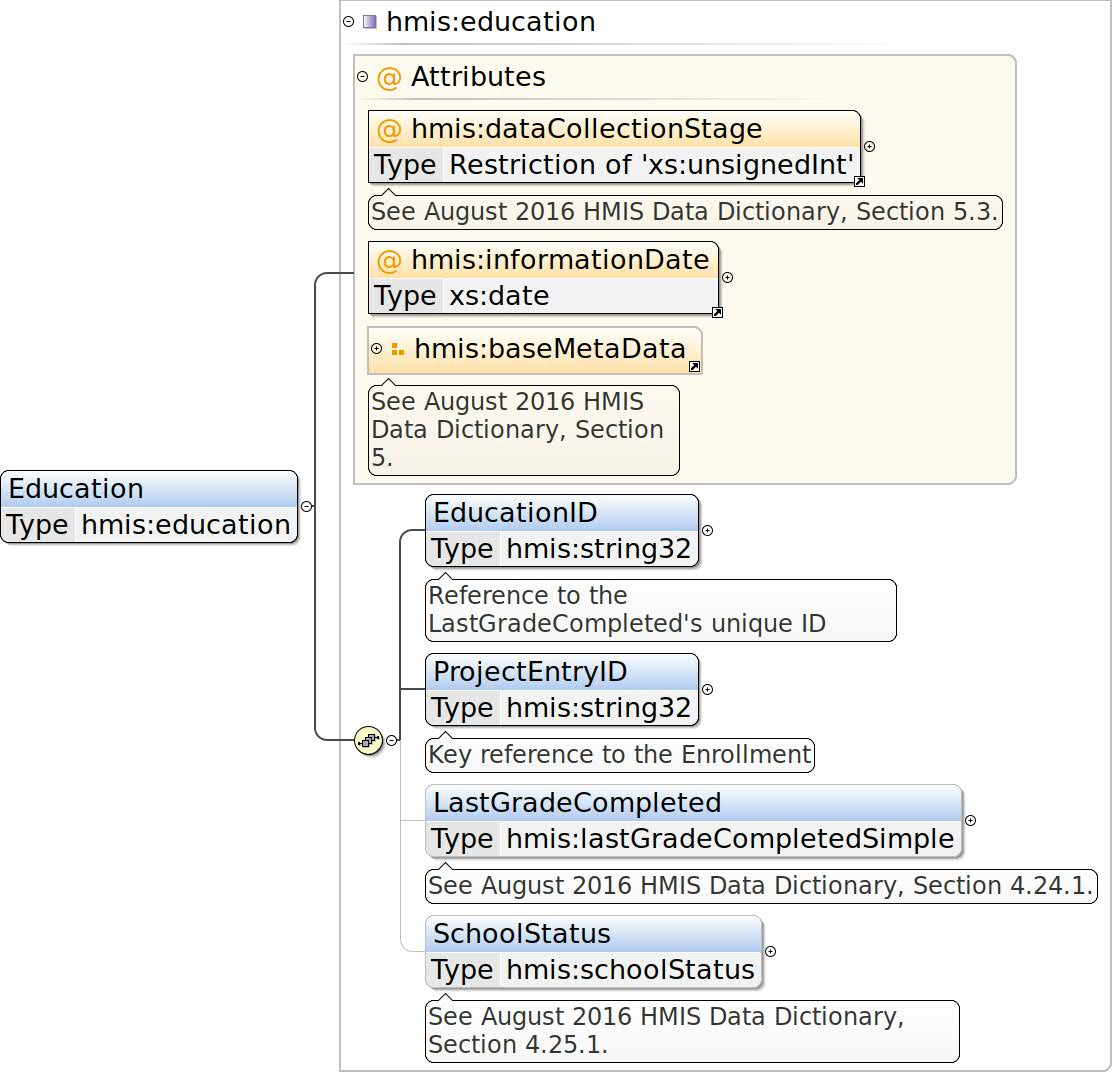 hmis:education
@ Attributes
@ hmis:dataCollectionStage
Type Restriction of 'xs:unsignedInt'
See August 2016 HMIS Data Dictionary, Section 5.3.
@ hmis:informationDate
Type xs:date
hmis:baseMetaData
See August 2016 HMIS
Data Dictionary, Section
5.
Education
Type hmis:education
EducationID
Type hmis:string32
Reference to the
LastGradeCompleted's unique ID
ProjectEntryID
Type hmis:string32
Key reference to the Enrollment
LastGradeCompleted
Type hmis:lastGradeCompletedSimple
See August 2016 HMIS Data Dictionary, Section 4.24.1.
SchoolStatus
Type hmis:schoolStatus
See August 2016 HMIS Data Dictionary,
Section 4.25.1.